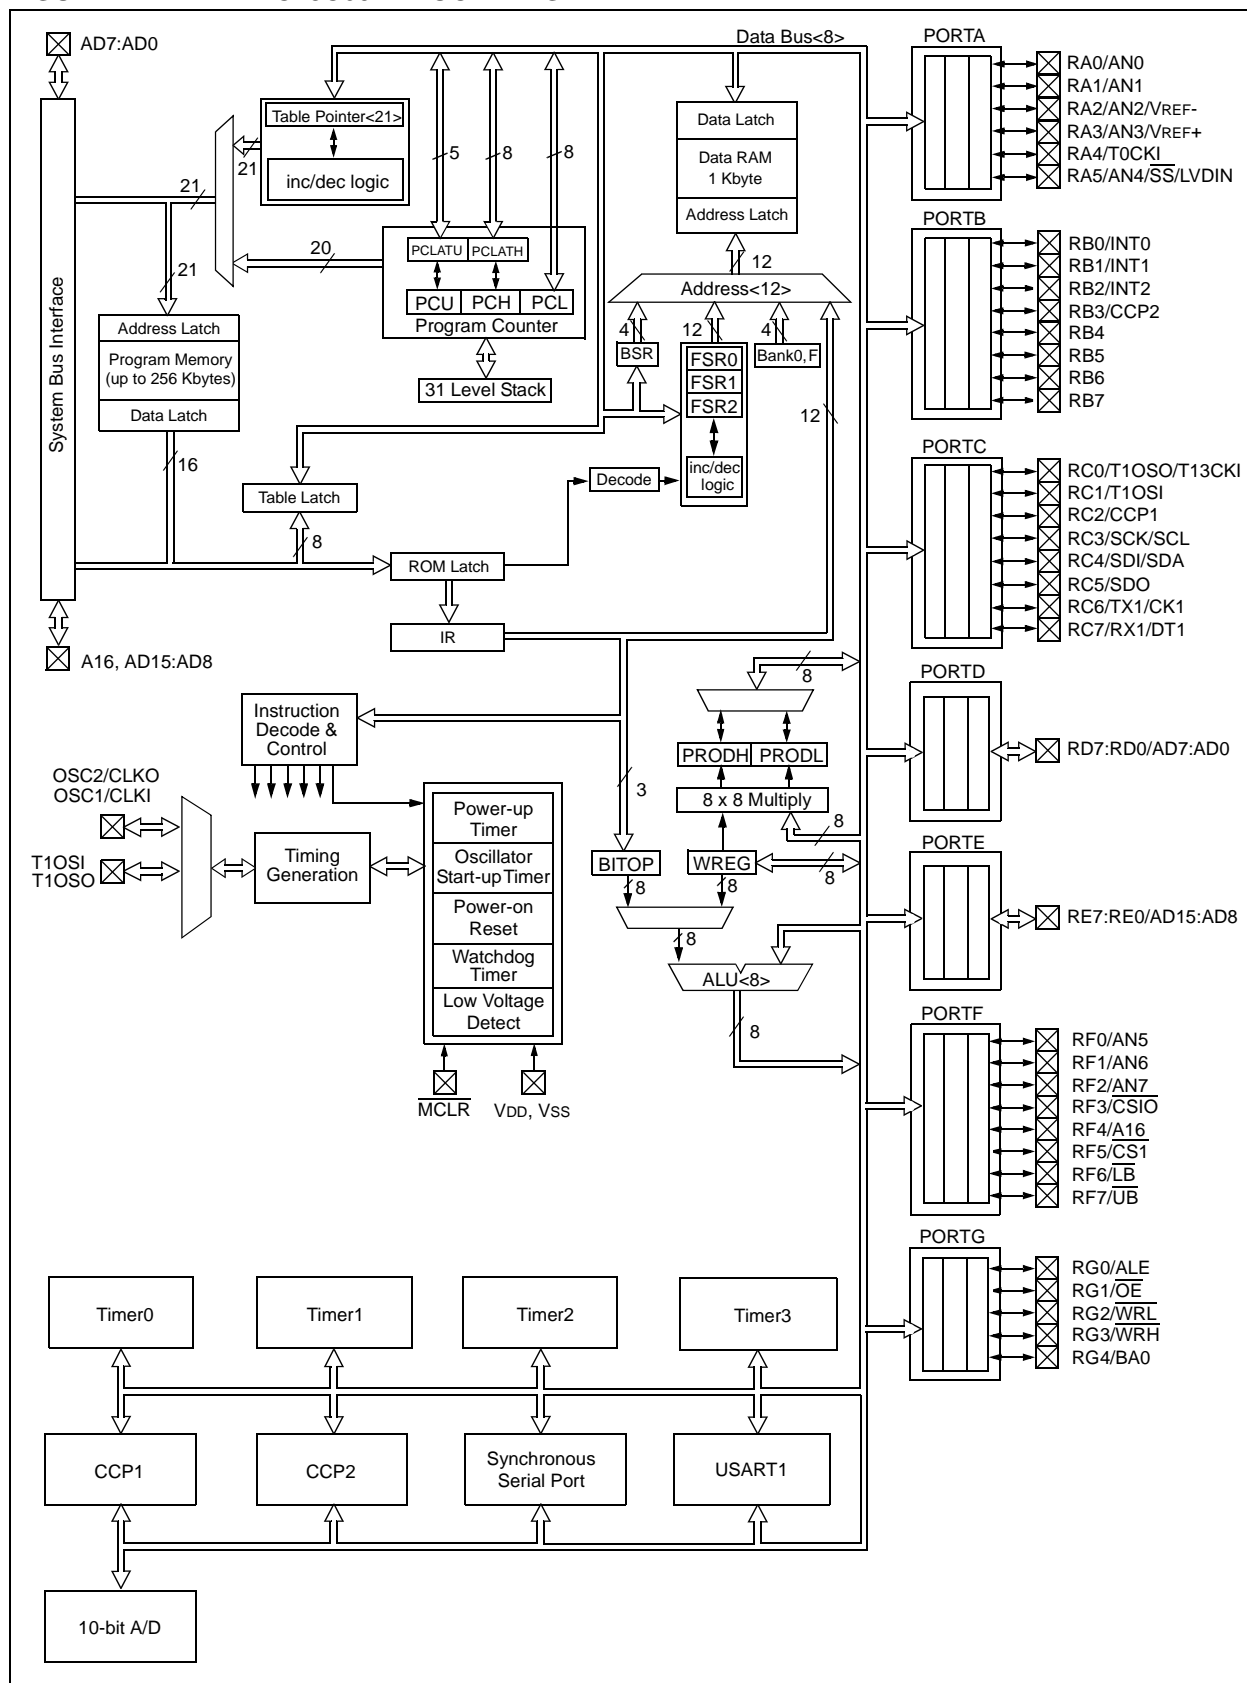 Data Bus<8>
AD7:AD0
System Bus Interface
A16, AD15:AD8
Table Pointer<21>
inc/dec logic
21
21
20
21
5
8
8
PCLATU
PCLATH
PCU
PCH
PCL
Program Counter
31 Level Stack
Address Latch
Program Memory
(up to 256 Kbytes)
Data Latch
16
Table Latch
8
ROM Latch
IR
Data Latch
Data RAM
1 Kbyte
Address Latch
12
Address<12>
4
12
4
BSR
FSR0
FSR1
FSR2
inc/dec
logic
Bank0, F
12
Decode
8
PRODH
PRODL
8 x 8 Multiply
3
8
BITOP
WREG
8
8
8
8
ALU<8>
8
Instruction
Decode &
Control
OSC2/CLKO
OSC1/CLKI
T1OSI
T1OSO
Timing
Generation
Power-up
Timer
Oscillator
Start-up Timer
Power-on
Reset
Watchdog
Timer
Low Voltage
Detect
MCLR
VDD, VSS
PORTA
RA0/AN0
RA1/AN1
RA2/AN2/VREF-
RA3/AN3/VREF+
RA4/T0CKI
RA5/AN4/SS/LVDIN
PORTB
RB0/INT0
RB1/INT1
RB2/INT2
RB3/CCP2
RB4
RB5
RB6
RB7
PORTC
RC0/T1OSO/T13CKI
RC1/T1OSI
RC2/CCP1
RC3/SCK/SCL
RC4/SDI/SDA
RC5/SDO
RC6/TX1/CK1
RC7/RX1/DT1
PORTD
RD7:RD0/AD7:AD0
PORTE
RE7:RE0/AD15:AD8
PORTF
RF0/AN5
RF1/AN6
RF2/AN7
RF3/CSIO
RF4/A16
RF5/CS1
RF6/LB
RF7/UB
PORTG
RG0/ALE
RG1/OE
RG2/WRL
RG3/WRH
RG4/BA0
Timer0
Timer1
Timer2
Timer3
CCP1
CCP2
Synchronous
Serial Port
USART1
10-bit A/D